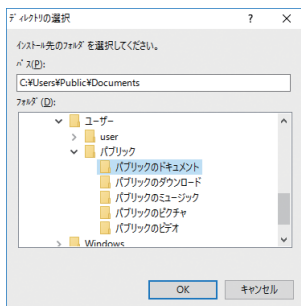 ﾃﾞｨﾚｸﾄﾘの選択 ? ×
ｲﾝｽﾄｰﾙ先のﾌｫﾙﾀﾞを選択してください。
ﾊﾟｽ(P):
C:¥Users¥Public¥Documents
ﾌｫﾙﾀﾞ(D):
ユーザー
user
パブリック
パブリックのドキュメント
パブリックのダウンロード
パブリックのミュージック
パブリックのピクチャ
パブリックのビデオ
Windows
OK キャンセル